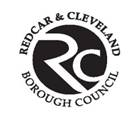 REDCAR & CLEVELAND
RC
BOROUGH COUNCIL